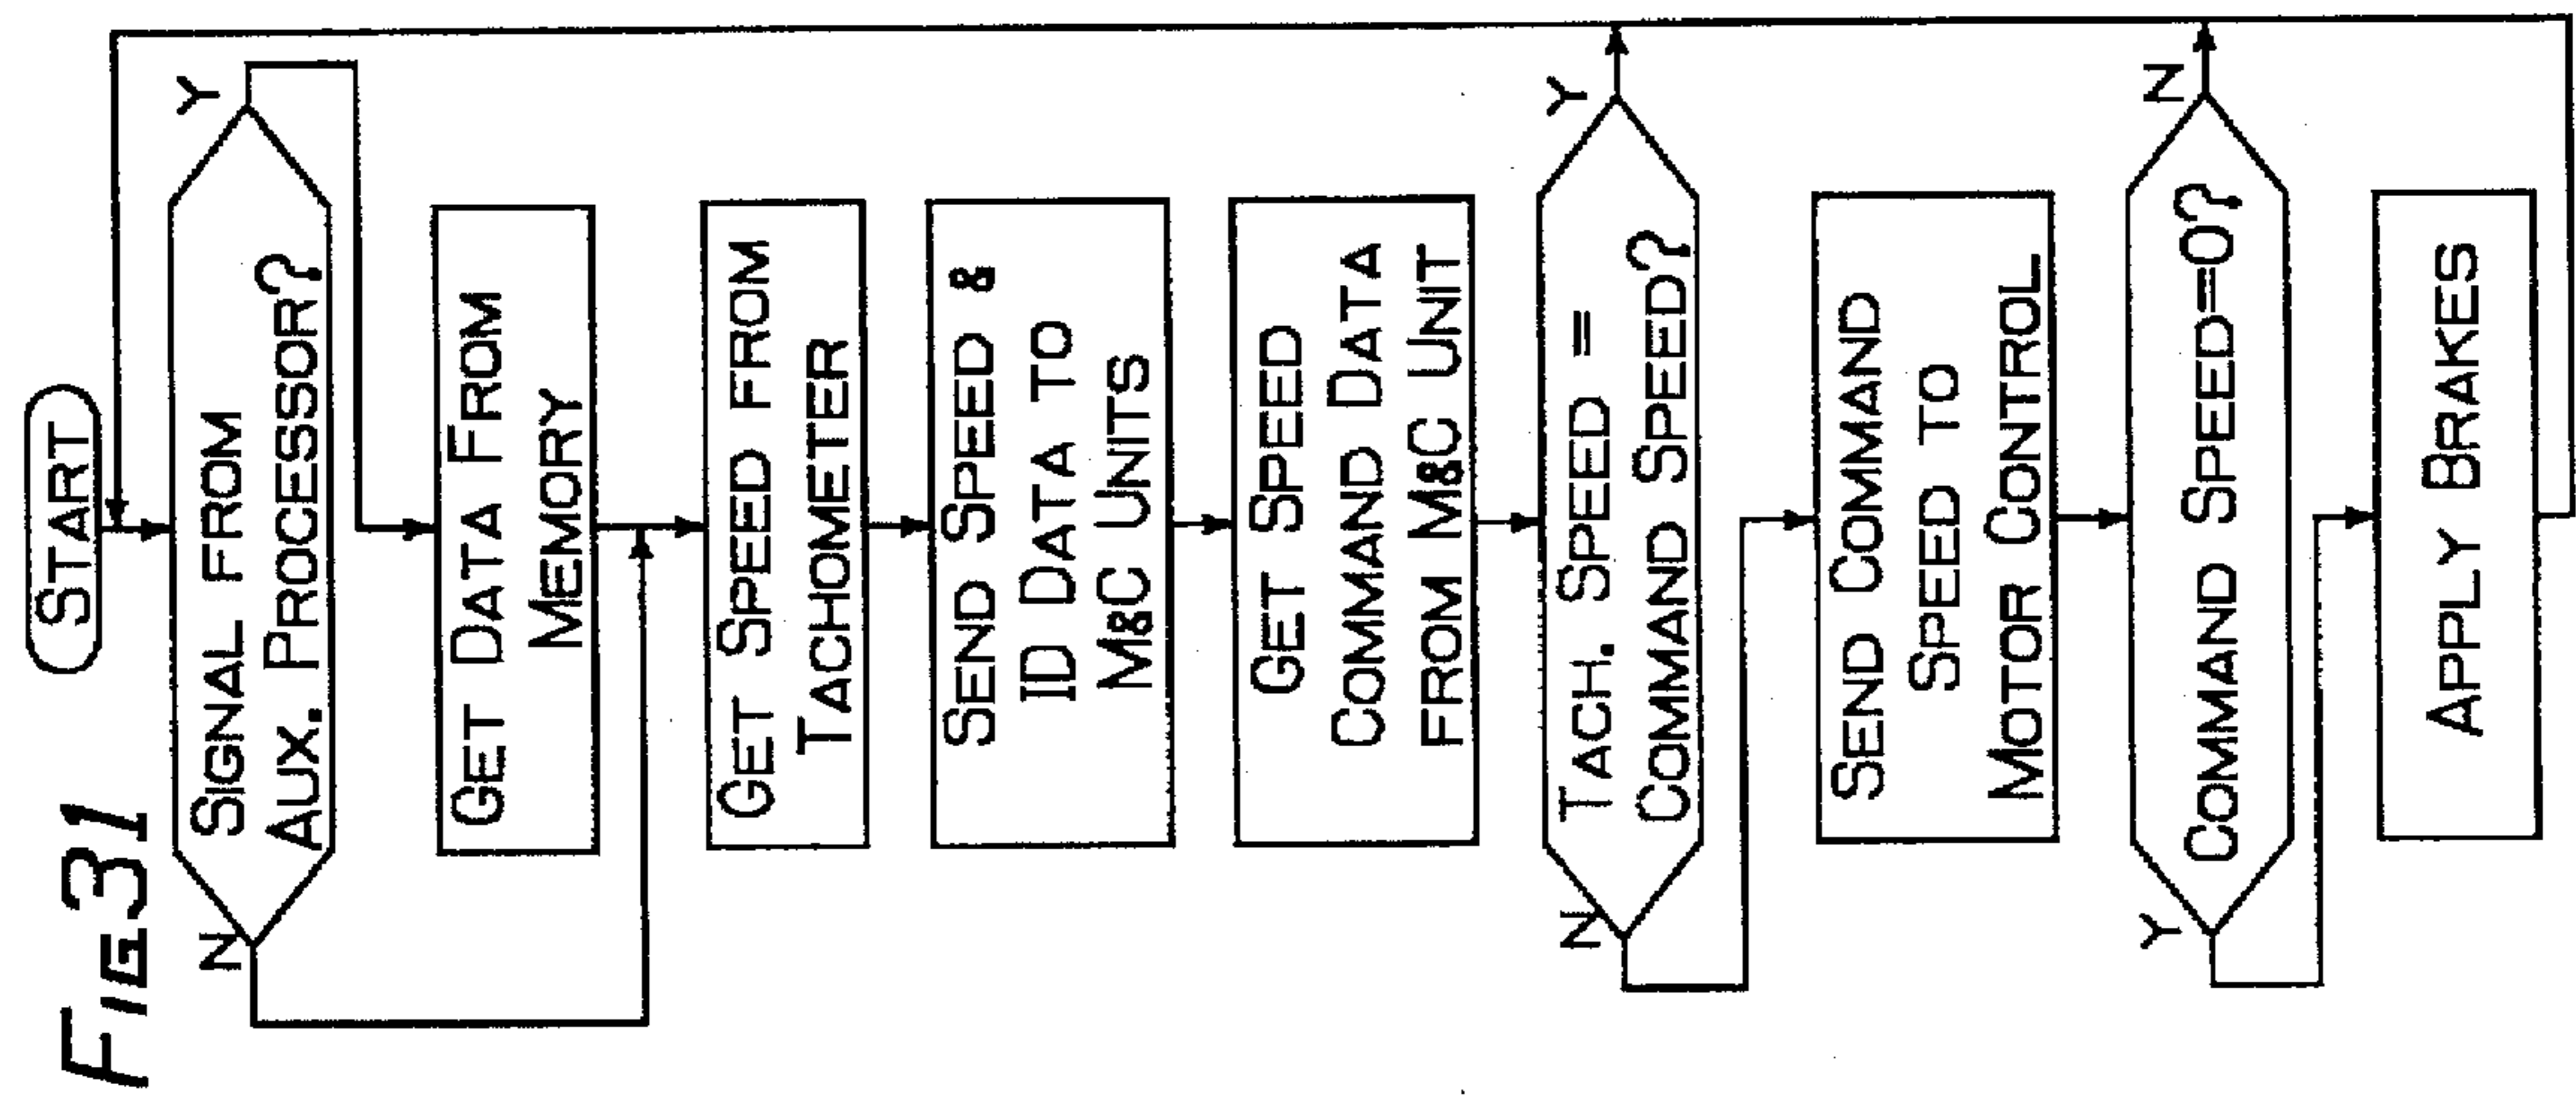 FIG.31
START
SIGNAL FROM
AUX. PROCESSOR?
N
Y
GET DATA FROM
MEMORY
GET SPEED FROM
TACHOMETER
SEND SPEED &
ID DATA TO
M&C UNITS
GET SPEED
COMMAND DATA
FROM M&C UNIT
TACH. SPEED =
COMMAND SPEED?
N
Y
SEND COMMAND
SPEED TO
MOTOR CONTROL
COMMAND SPEED=0?
Y
N
APPLY BRAKES